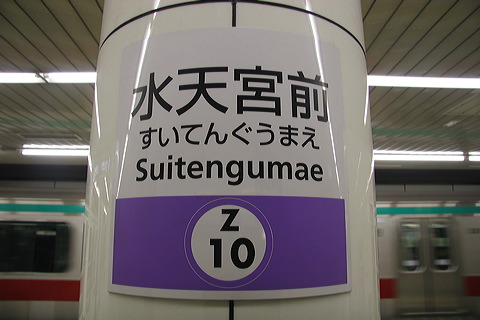 水天宮前
すいてんぐうまえ
Suitengumae
Z
10